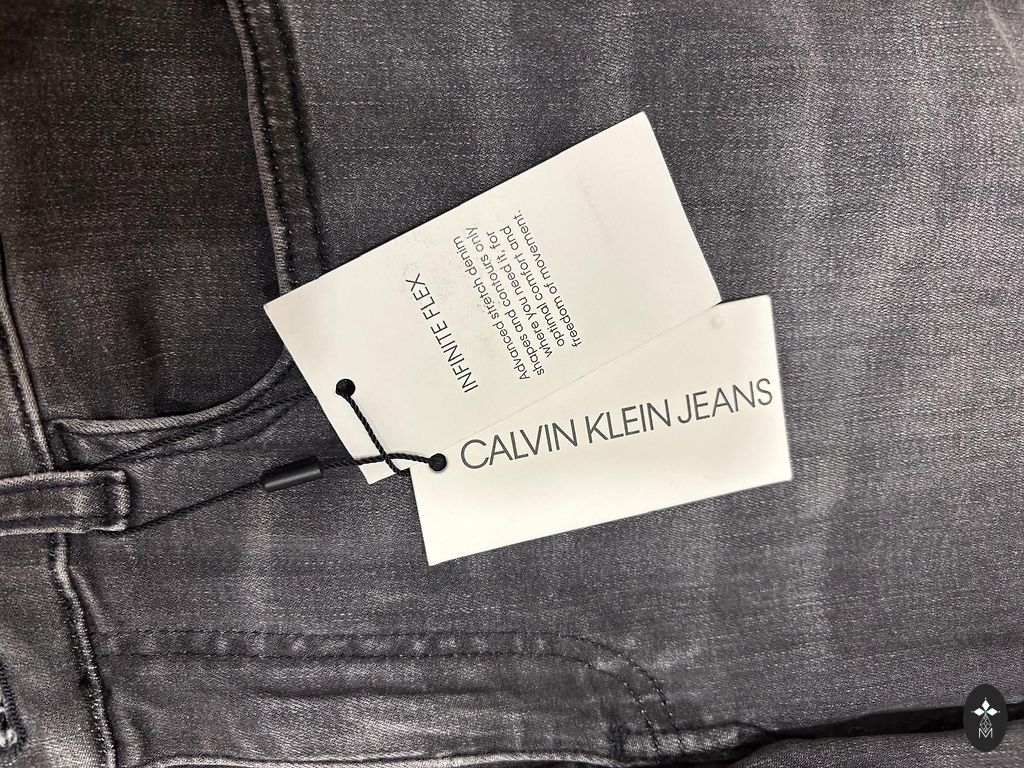 INFINITE FLEX
Advanced stretch denim
shapes and contours only
where you need it, for
optimal comfort and
freedom of movement.
CALVIN KLEIN JEANS
M